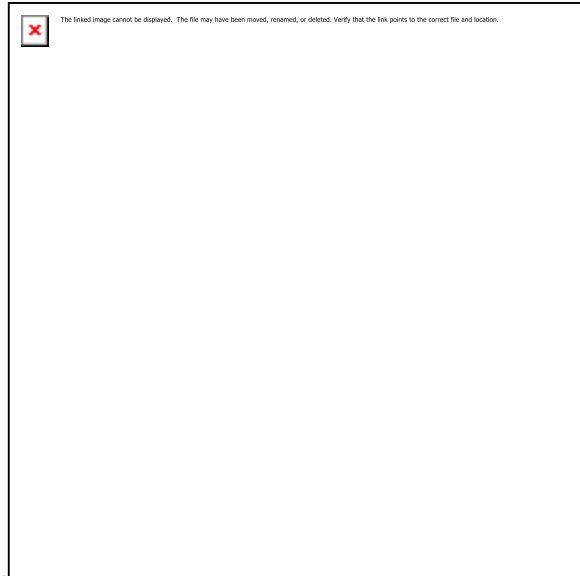 The linked image cannot be displayed.  The file may have been moved, renamed, or deleted. Verify that the link points to the correct file and location.